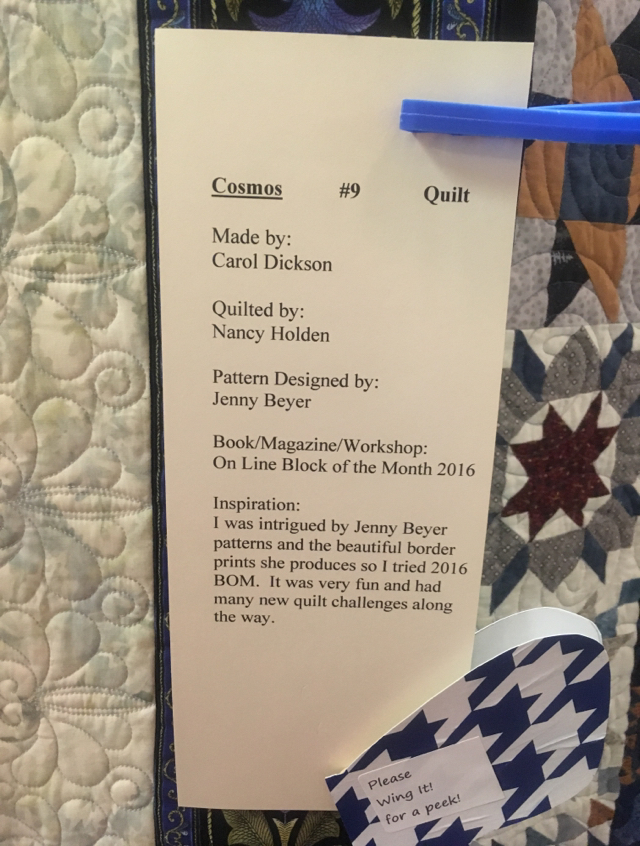 Cosmos #9 Quilt
Made by:
Carol Dickson
Quilted by:
Nancy Holden
Pattern Designed by:
Jenny Beyer
Book/Magazine/Workshop:
On Line Block of the Month 2016
Inspiration:
I was intrigued by Jenny Beyer
patterns and the beautiful border
prints she produces so I tried 2016
BOM. It was very fun and had
many new quilt challenges along
the way.
Please
Wing It!
for a peek!